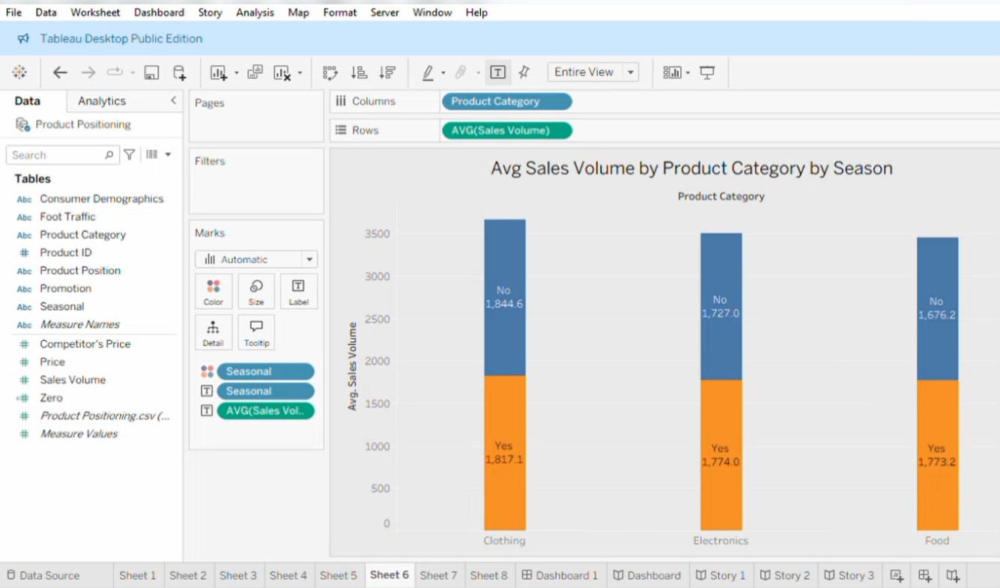 File Data Worksheet Dashboard Story Analysis Map Format Server Window Help
Tableau Desktop Public Edition
Entire View
Data Analytics
Product Positioning
Search
Tables
Abc Consumer Demographics
Abc Foot Traffic
Abc Product Category
# Product ID
Abc Product Position
Abc Promotion
Abc Seasonal
Abc Measure Names
# Competitor's Price
# Price
# Sales Volume
=# Zero
# Product Positioning.csv (...
# Measure Values
Pages
Filters
Marks
Automatic
Color Size Label
Detail Tooltip
Seasonal
T Seasonal
T AVG(Sales Vol..
Columns Product Category
Rows AVG(Sales Volume)
Avg Sales Volume by Product Category by Season
Product Category
Avg. Sales Volume
3500
3000
2500
2000
1500
1000
500
0
No
1,844.6
Yes
1,817.1
Clothing
No
1,727.0
Yes
1,774.0
Electronics
No
1,676.2
Yes
1,773.2
Food
Data Source Sheet 1 Sheet 2 Sheet 3 Sheet 4 Sheet 5 Sheet 6 Sheet 7 Sheet 8 Dashboard 1 Dashboard Story 1 Story 2 Story 3